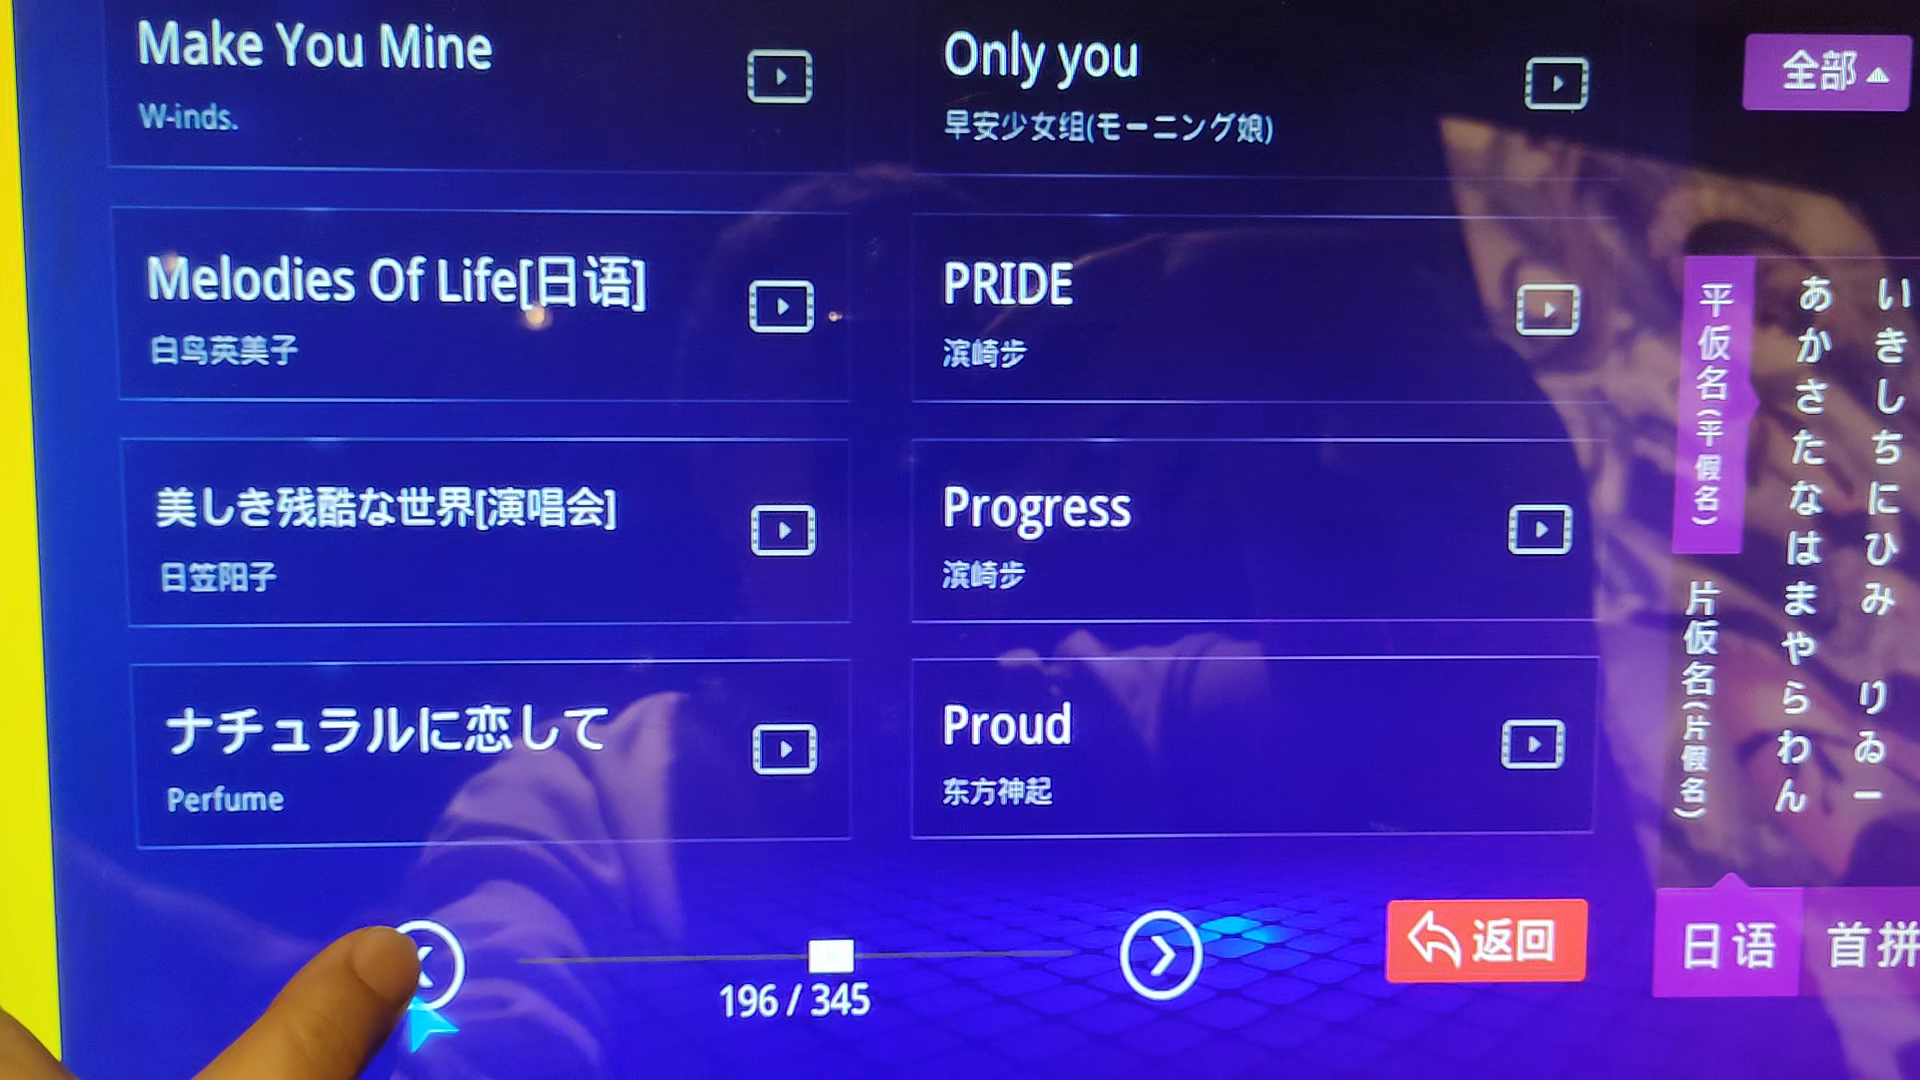 Make You Mine
W-inds.
Only you
早安少女组(モーニング娘)
全部
Melodies Of Life[日语]
白鸟英美子
PRIDE
滨崎步
美しき残酷な世界[演唱会]
日笠阳子
Progress
滨崎步
ナチュラルに恋して
Perfume
Proud
东方神起
平仮名(平假名)
片仮名(片假名)
あかさたなはまやらわん
いきしちにひみ りゐー
196 / 345
返回
日语
首拼